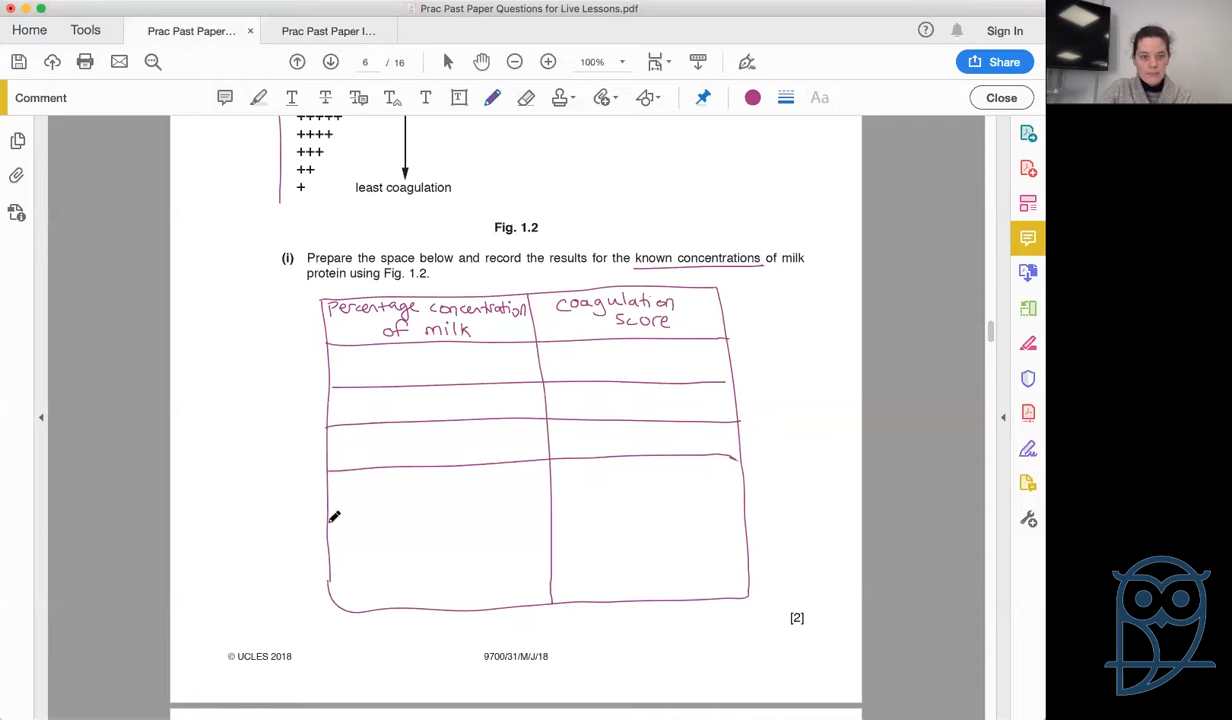 Prac Past Paper Questions for Live Lessons.pdf
Home
Tools
Prac Past Paper...
×
Prac Past Paper I...
Sign In
6 / 16
100%
Share
Comment
Aa
Close
+++++
++++
+++
++
+ least coagulation
Fig. 1.2
(i) Prepare the space below and record the results for the known concentrations of milk
protein using Fig. 1.2.
Percentage concentration
of milk
Coagulation
Score
[2]
© UCLES 2018
9700/31/M/J/18